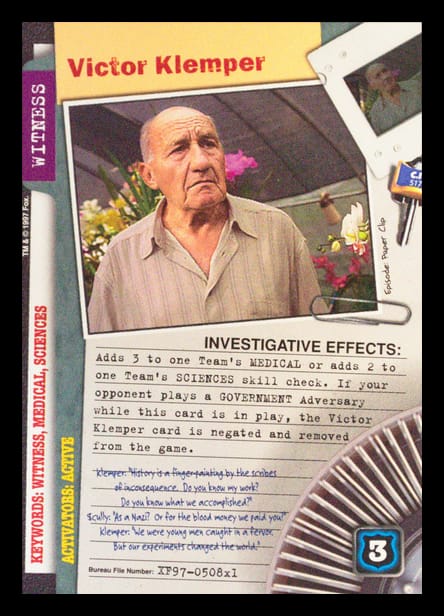 Victor Klemper
WITNESS
TM & © 1997 Fox.
Episode: Paper Clip
INVESTIGATIVE EFFECTS:
Adds 3 to one Team's MEDICAL or adds 2 to
one Team's SCIENCES skill check. If your
opponent plays a GOVERNMENT Adversary
while this card is in play, the Victor
Klemper card is negated and removed
from the game.
KEYWORDS: WITNESS, MEDICAL, SCIENCES
ACTIVATORS: ACTIVE
Klemper: "History is a finger-painting by the scribes
of inconsequence. Do you know my work?
Do you know what we accomplished?"
Scully: "As a Nazi? Or for the blood money we paid you?"
Klemper: "We were young men caught in a fervor.
But our experiments changed the world."
Bureau File Number: XF97-0508x1
3
517